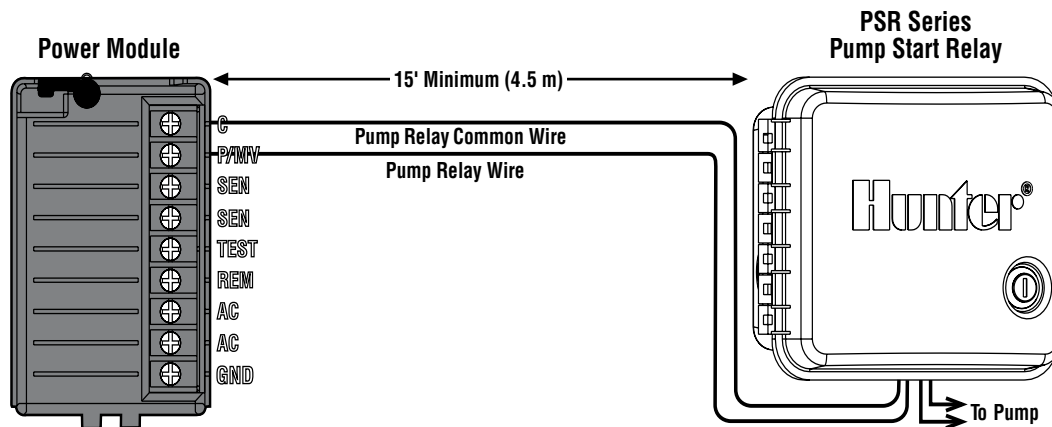 PSR Series
Pump Start Relay
Power Module
15' Minimum (4.5 m)
C
Pump Relay Common Wire
P/MV
Pump Relay Wire
SEN
SEN
TEST
REM
AC
AC
GND
Hunter®
To Pump